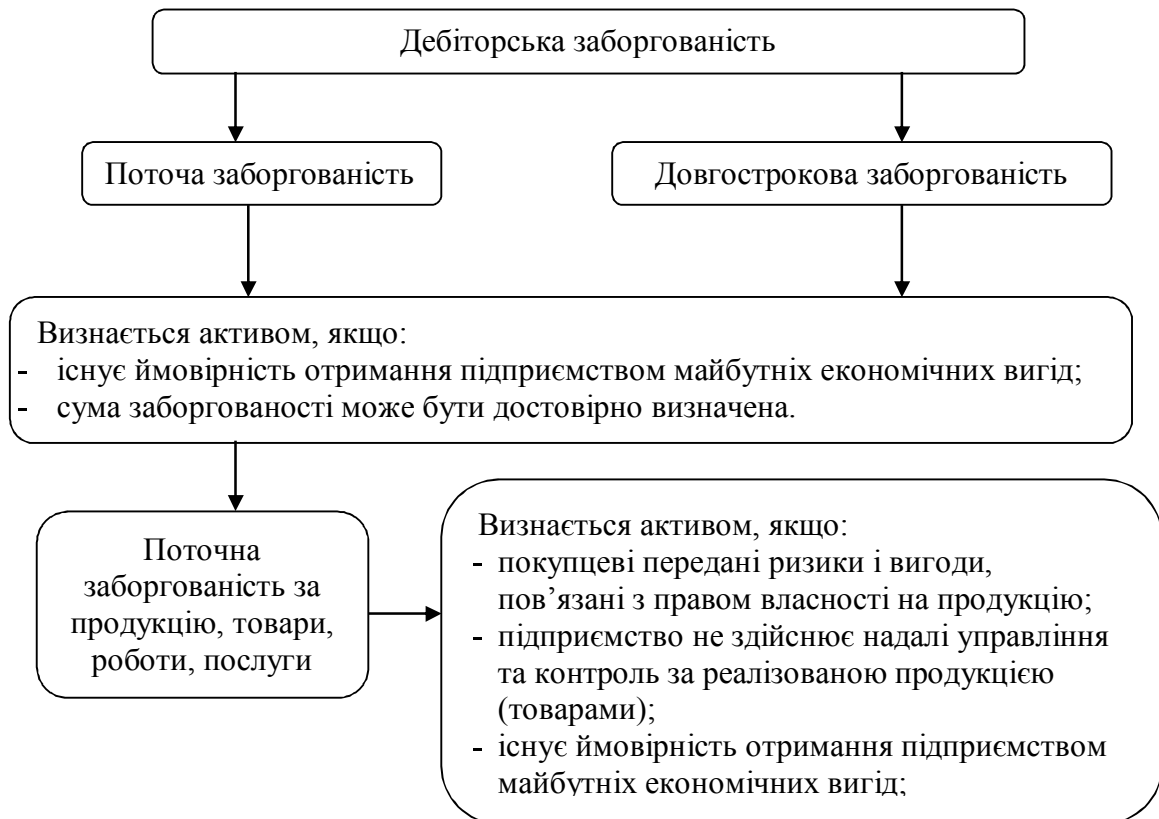 Дебіторська заборгованість
Поточа заборгованість
Довгострокова заборгованість
Визнається активом, якщо:
- існує ймовірність отримання підприємством майбутніх економічних вигід;
- сума заборгованості може бути достовірно визначена.
Поточна
заборгованість за
продукцію, товари,
роботи, послуги
Визнається активом, якщо:
- покупцеві передані ризики і вигоди,
пов’язані з правом власності на продукцію;
- підприємство не здійснює надалі управління
та контроль за реалізованою продукцією
(товарами);
- існує ймовірність отримання підприємством
майбутніх економічних вигід;